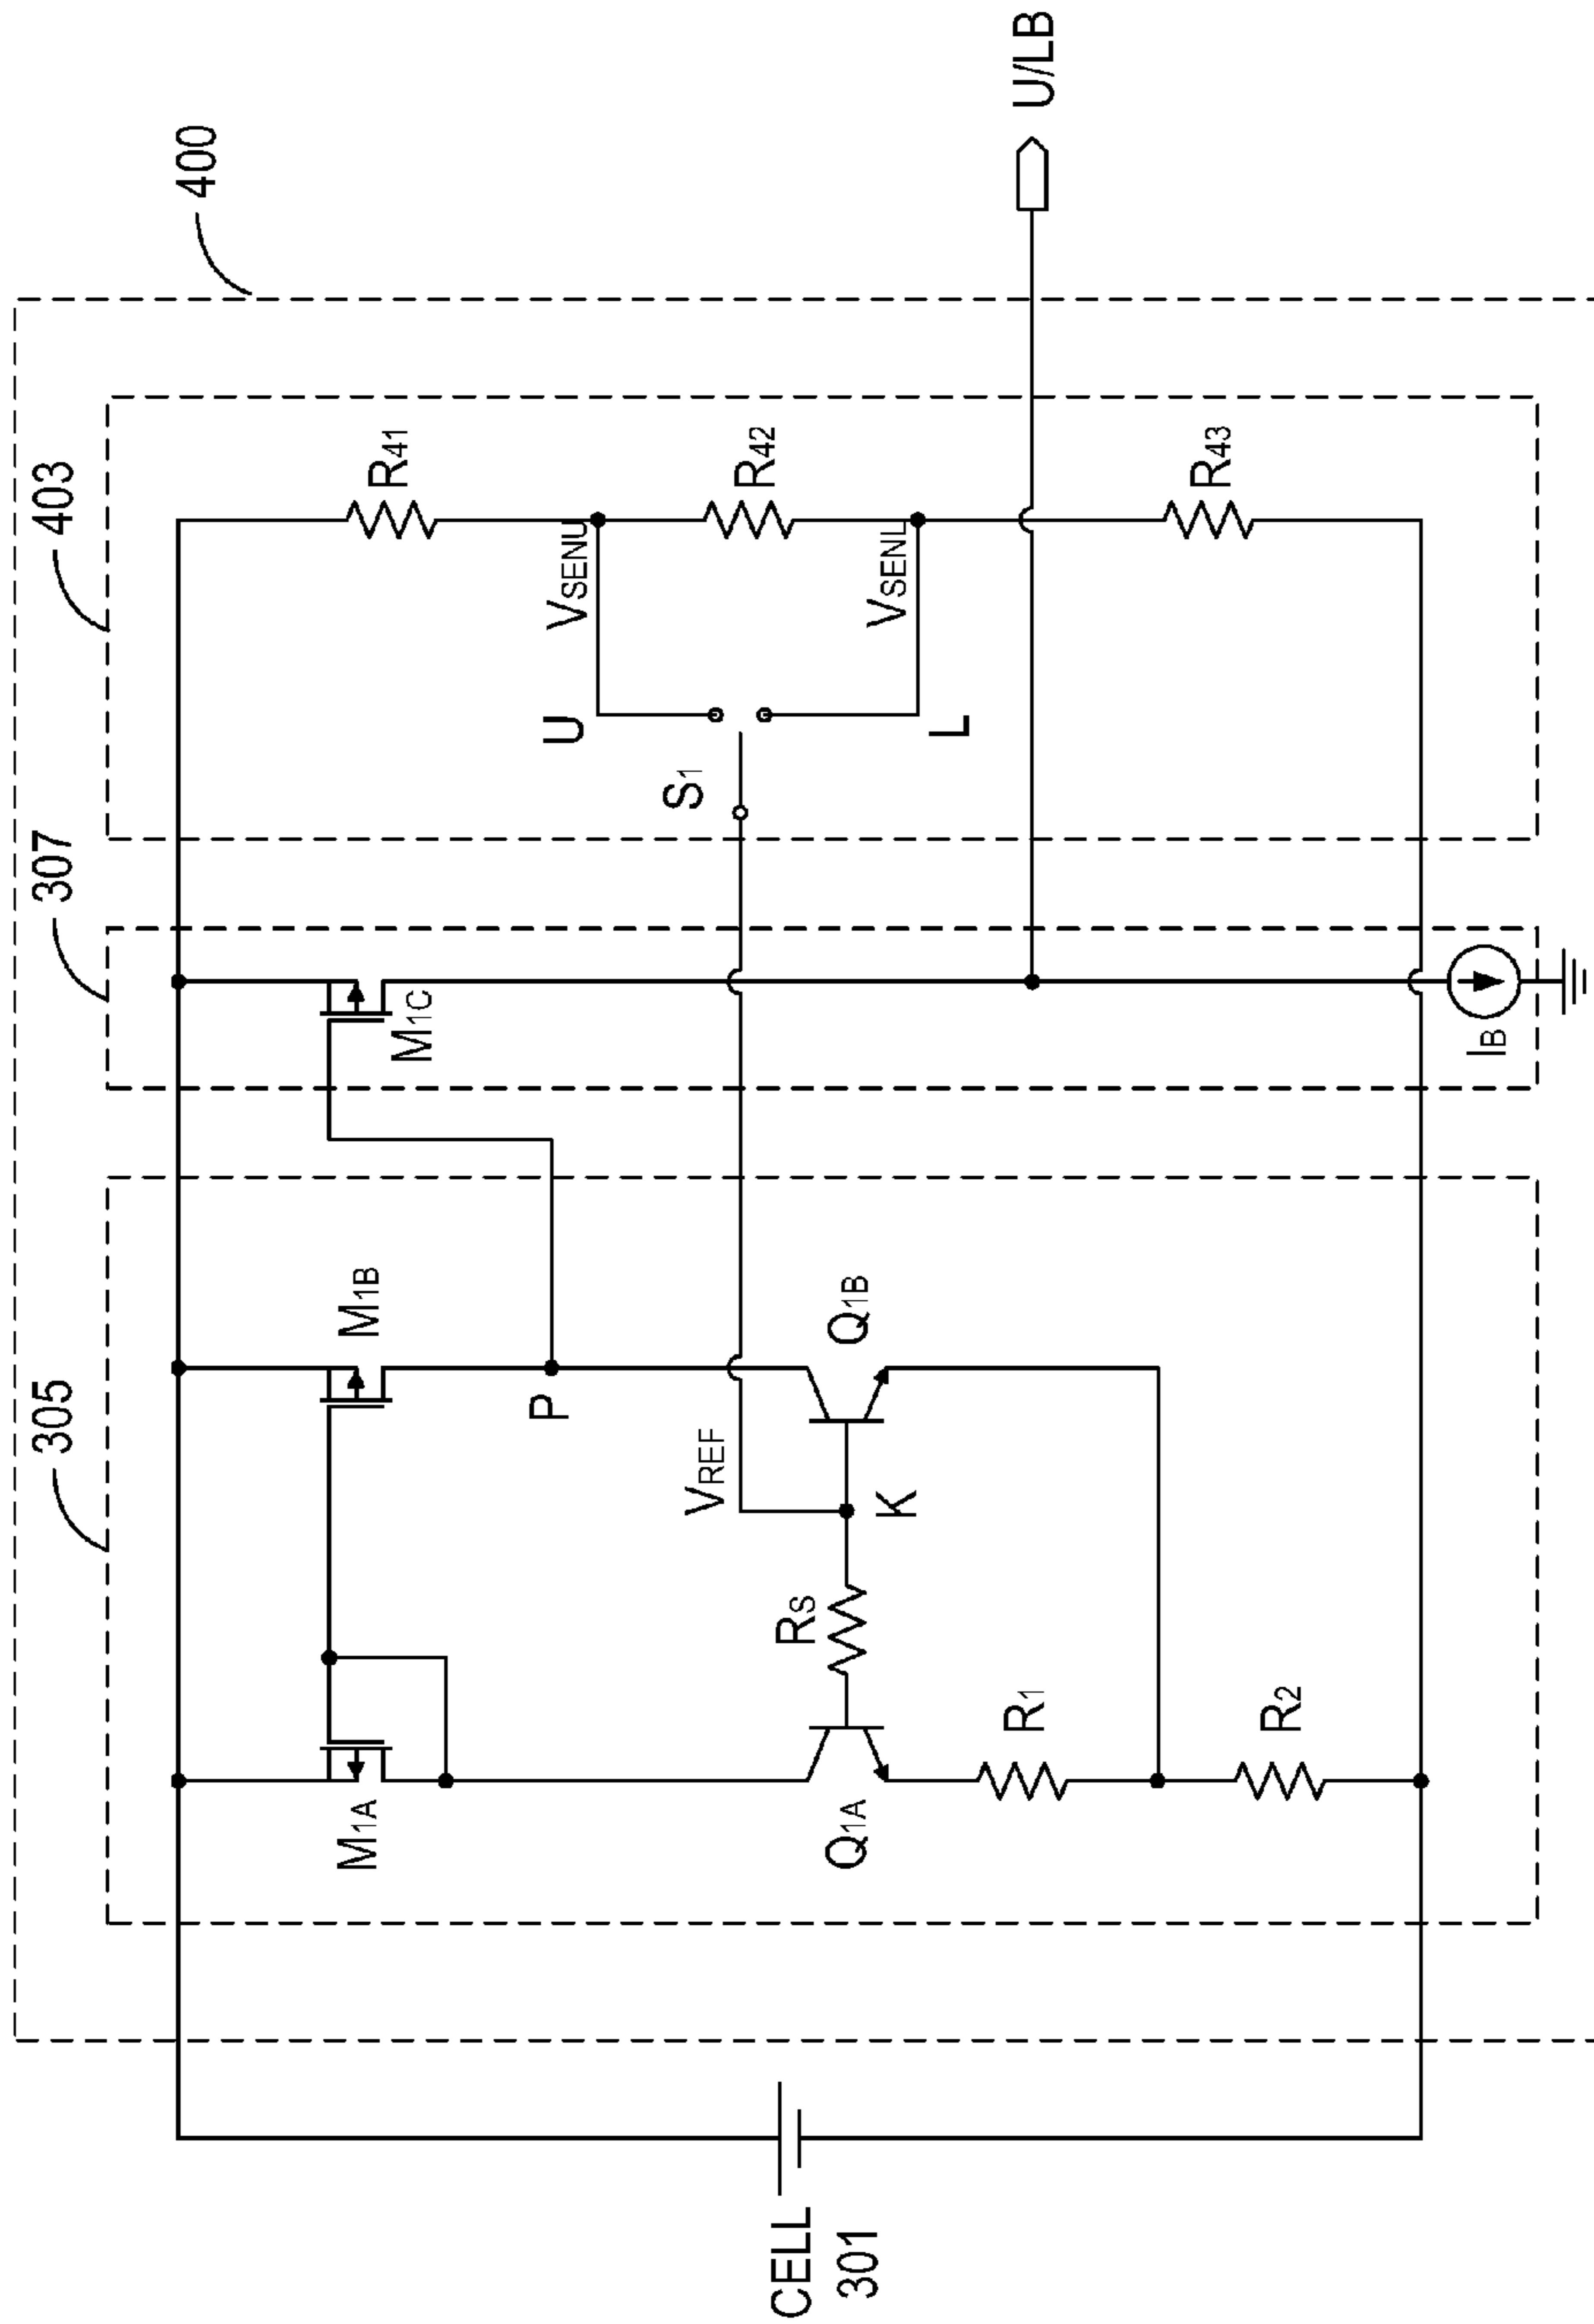 400
305
307
403
M1A
M1B
M1C
R41
P
U
VSENU
VREF
S1
R42
Q1A
RS
K
Q1B
L
VSENL
U/LB
R1
R2
R43
IB
CELL
301